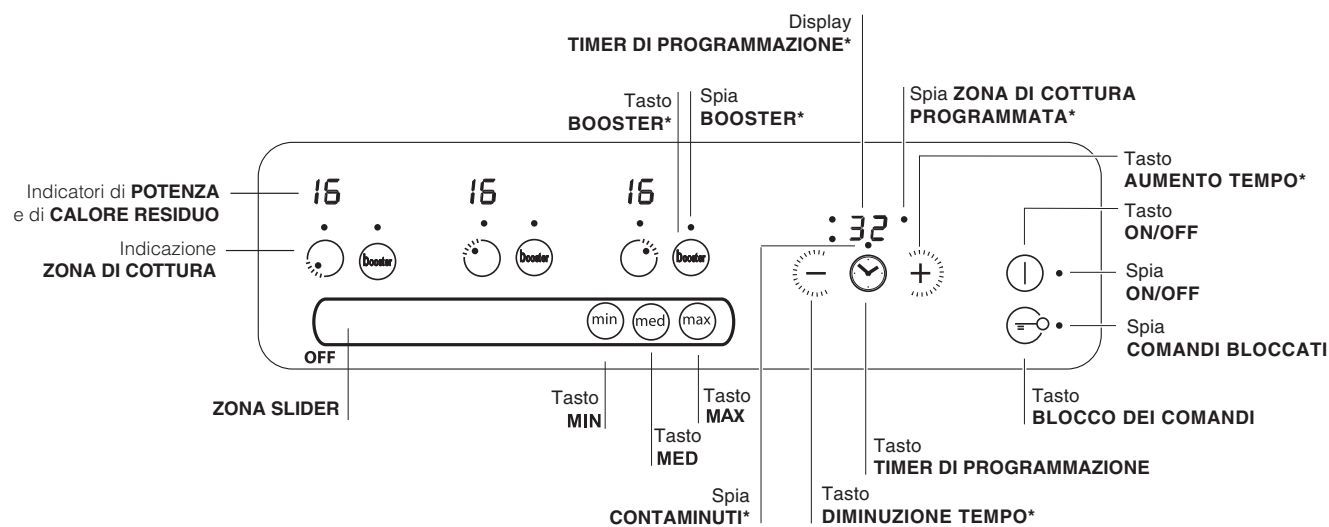 Display
TIMER DI PROGRAMMAZIONE*
Tasto
BOOSTER*
Spia
BOOSTER*
Spia ZONA DI COTTURA
PROGRAMMATA*
Tasto
AUMENTO TEMPO*
Indicatori di POTENZA
e di CALORE RESIDUO
16
16
16
32
Tasto
ON/OFF
Indicazione
ZONA DI COTTURA
booster
booster
booster
Spia
ON/OFF
min
med
max
Spia
COMANDI BLOCCATI
OFF
ZONA SLIDER
Tasto
MIN
Tasto
MED
Tasto
MAX
Tasto
BLOCCO DEI COMANDI
Tasto
TIMER DI PROGRAMMAZIONE
Spia
CONTAMINUTI*
Tasto
DIMINUZIONE TEMPO*